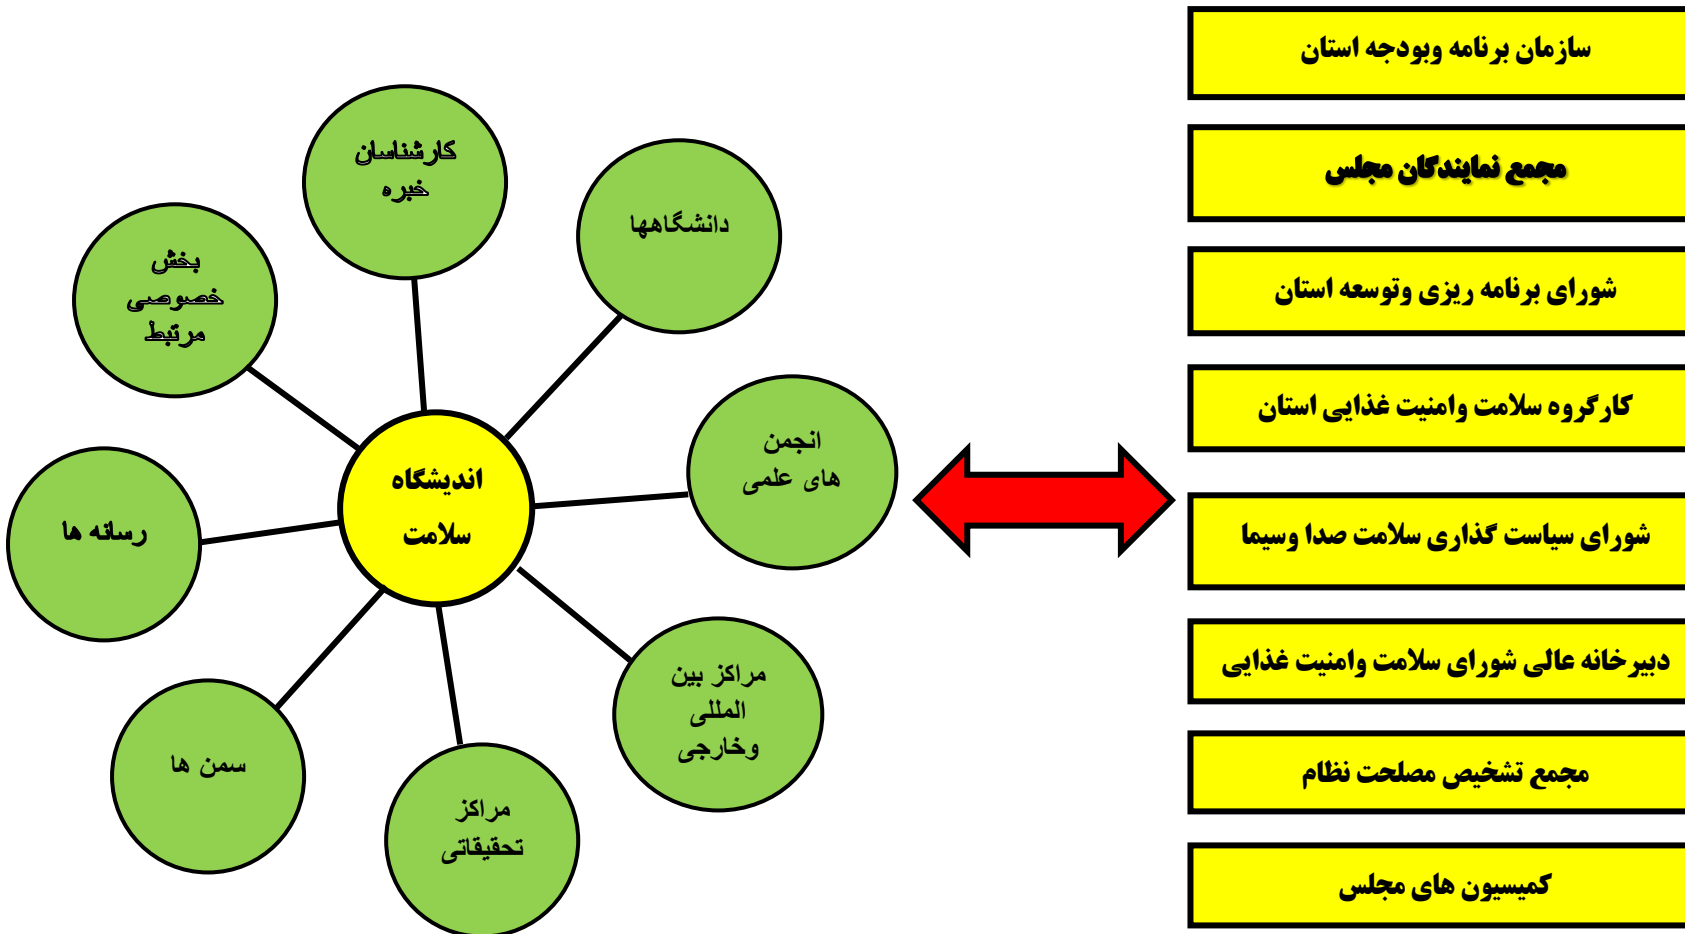 سازمان برنامه وبودجه استان
مجمع نمایندگان مجلس
شورای برنامه ریزی وتوسعه استان
کارگروه سلامت وامنیت غذایی استان
شورای سیاست گذاری سلامت صدا وسیما
دبیرخانه عالی شورای سلامت وامنیت غذایی
مجمع تشخیص مصلحت نظام
کمیسیون های مجلس
اندیشگاه
سلامت
کارشناسان
خبره
دانشگاهها
انجمن
های علمی
مراکز بین
المللی
وخارجی
مراکز
تحقیقاتی
سمن ها
رسانه ها
بخش
خصوصی
مرتبط